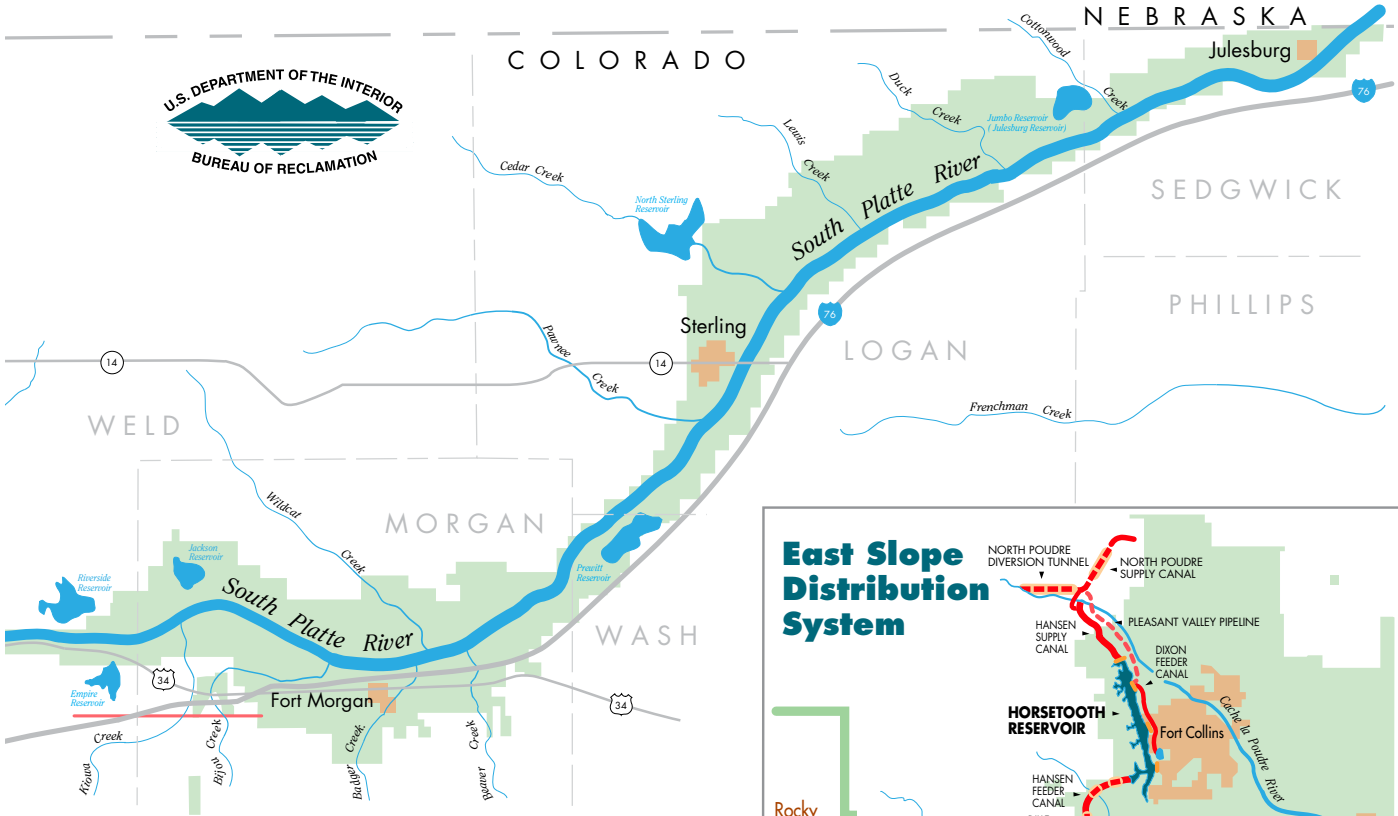 NEBRASKA
COLORADO
Cottonwood
Creek
Julesburg
76
U.S. DEPARTMENT OF THE INTERIOR
BUREAU OF RECLAMATION
Duck
Creek
Jumbo Reservoir
( Julesburg Reservoir)
Lewis
Creek
Cedar Creek
South Platte River
SEDGWICK
North Sterling
Reservoir
PHILLIPS
76
Sterling
LOGAN
Pawnee
Creek
14
14
WELD
Frenchman Creek
Wildcat
Creek
MORGAN
Jackson
Reservoir
Riverside
Reservoir
Prewitt
Reservoir
South Platte River
WASH
34
Empire
Reservoir
Fort Morgan
34
Kiowa
Creek
Bijou Creek
Badger Creek
Beaver Creek
East Slope
Distribution
System
NORTH POUDRE
DIVERSION TUNNEL
NORTH POUDRE
SUPPLY CANAL
HANSEN
SUPPLY
CANAL
PLEASANT VALLEY PIPELINE
DIXON
FEEDER
CANAL
HORSETOOTH
RESERVOIR
Fort Collins
Cache la Poudre River
HANSEN
FEEDER
CANAL
Rocky